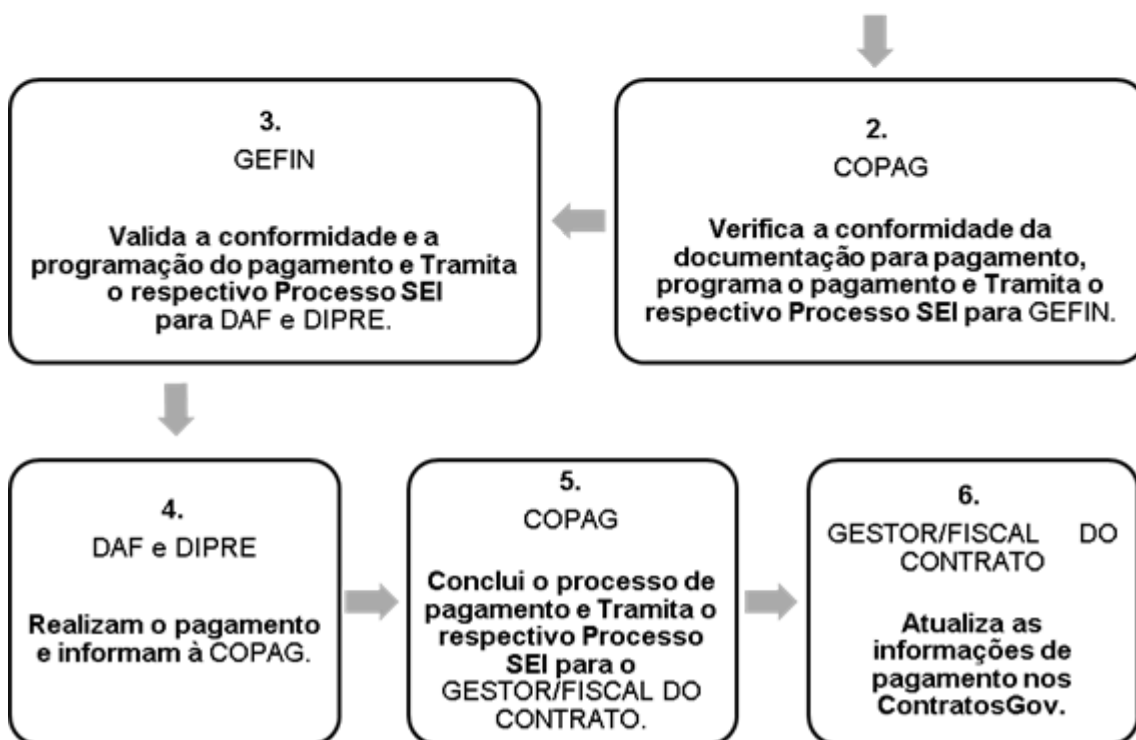 2.
COPAG
Verifica a conformidade da
documentação para pagamento,
programa o pagamento e Tramita o
respectivo Processo SEI para GEFIN.
3.
GEFIN
Valida a conformidade e a
programação do pagamento e Tramita
o respectivo Processo SEI
para DAF e DIPRE.
4.
DAF e DIPRE
Realizam o pagamento
e informam à COPAG.
5.
COPAG
Conclui o processo de
pagamento e Tramita o
respectivo Processo
SEI para o
GESTOR/FISCAL DO
CONTRATO.
6.
GESTOR/FISCAL DO
CONTRATO
Atualiza as
informações de
pagamento nos
ContratosGov.